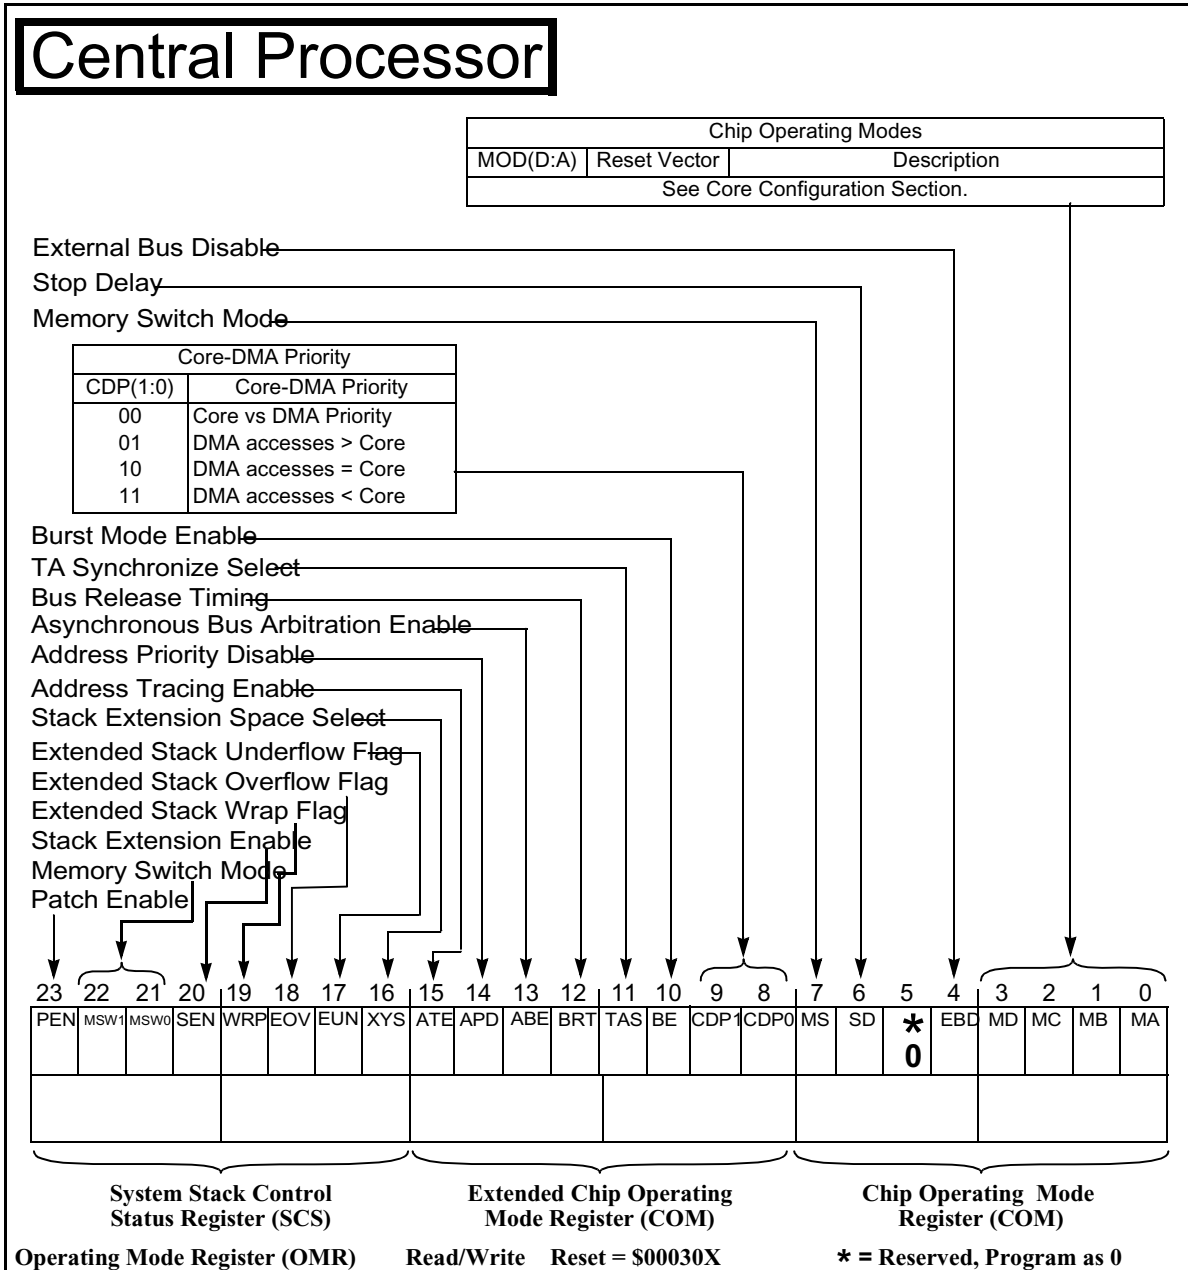 Central Processor
Chip Operating Modes
MOD(D:A) Reset Vector Description
See Core Configuration Section.
External Bus Disable
Stop Delay
Memory Switch Mode
Core-DMA Priority
CDP(1:0) Core-DMA Priority
00 Core vs DMA Priority
01 DMA accesses > Core
10 DMA accesses = Core
11 DMA accesses < Core
Burst Mode Enable
TA Synchronize Select
Bus Release Timing
Asynchronous Bus Arbitration Enable
Address Priority Disable
Address Tracing Enable
Stack Extension Space Select
Extended Stack Underflow Flag
Extended Stack Overflow Flag
Extended Stack Wrap Flag
Stack Extension Enable
Memory Switch Mode
Patch Enable
23 22 21 20 19 18 17 16 15 14 13 12 11 10 9 8 7 6 5 4 3 2 1 0
PEN MSW1 MSW0 SEN WRP EOV EUN XYS ATE APD ABE BRT TAS BE CDP1 CDP0 MS SD * EBD MD MC MB MA
0
System Stack Control
Status Register (SCS)
Extended Chip Operating
Mode Register (COM)
Chip Operating Mode
Register (COM)
Operating Mode Register (OMR) Read/Write Reset = $00030X * = Reserved, Program as 0